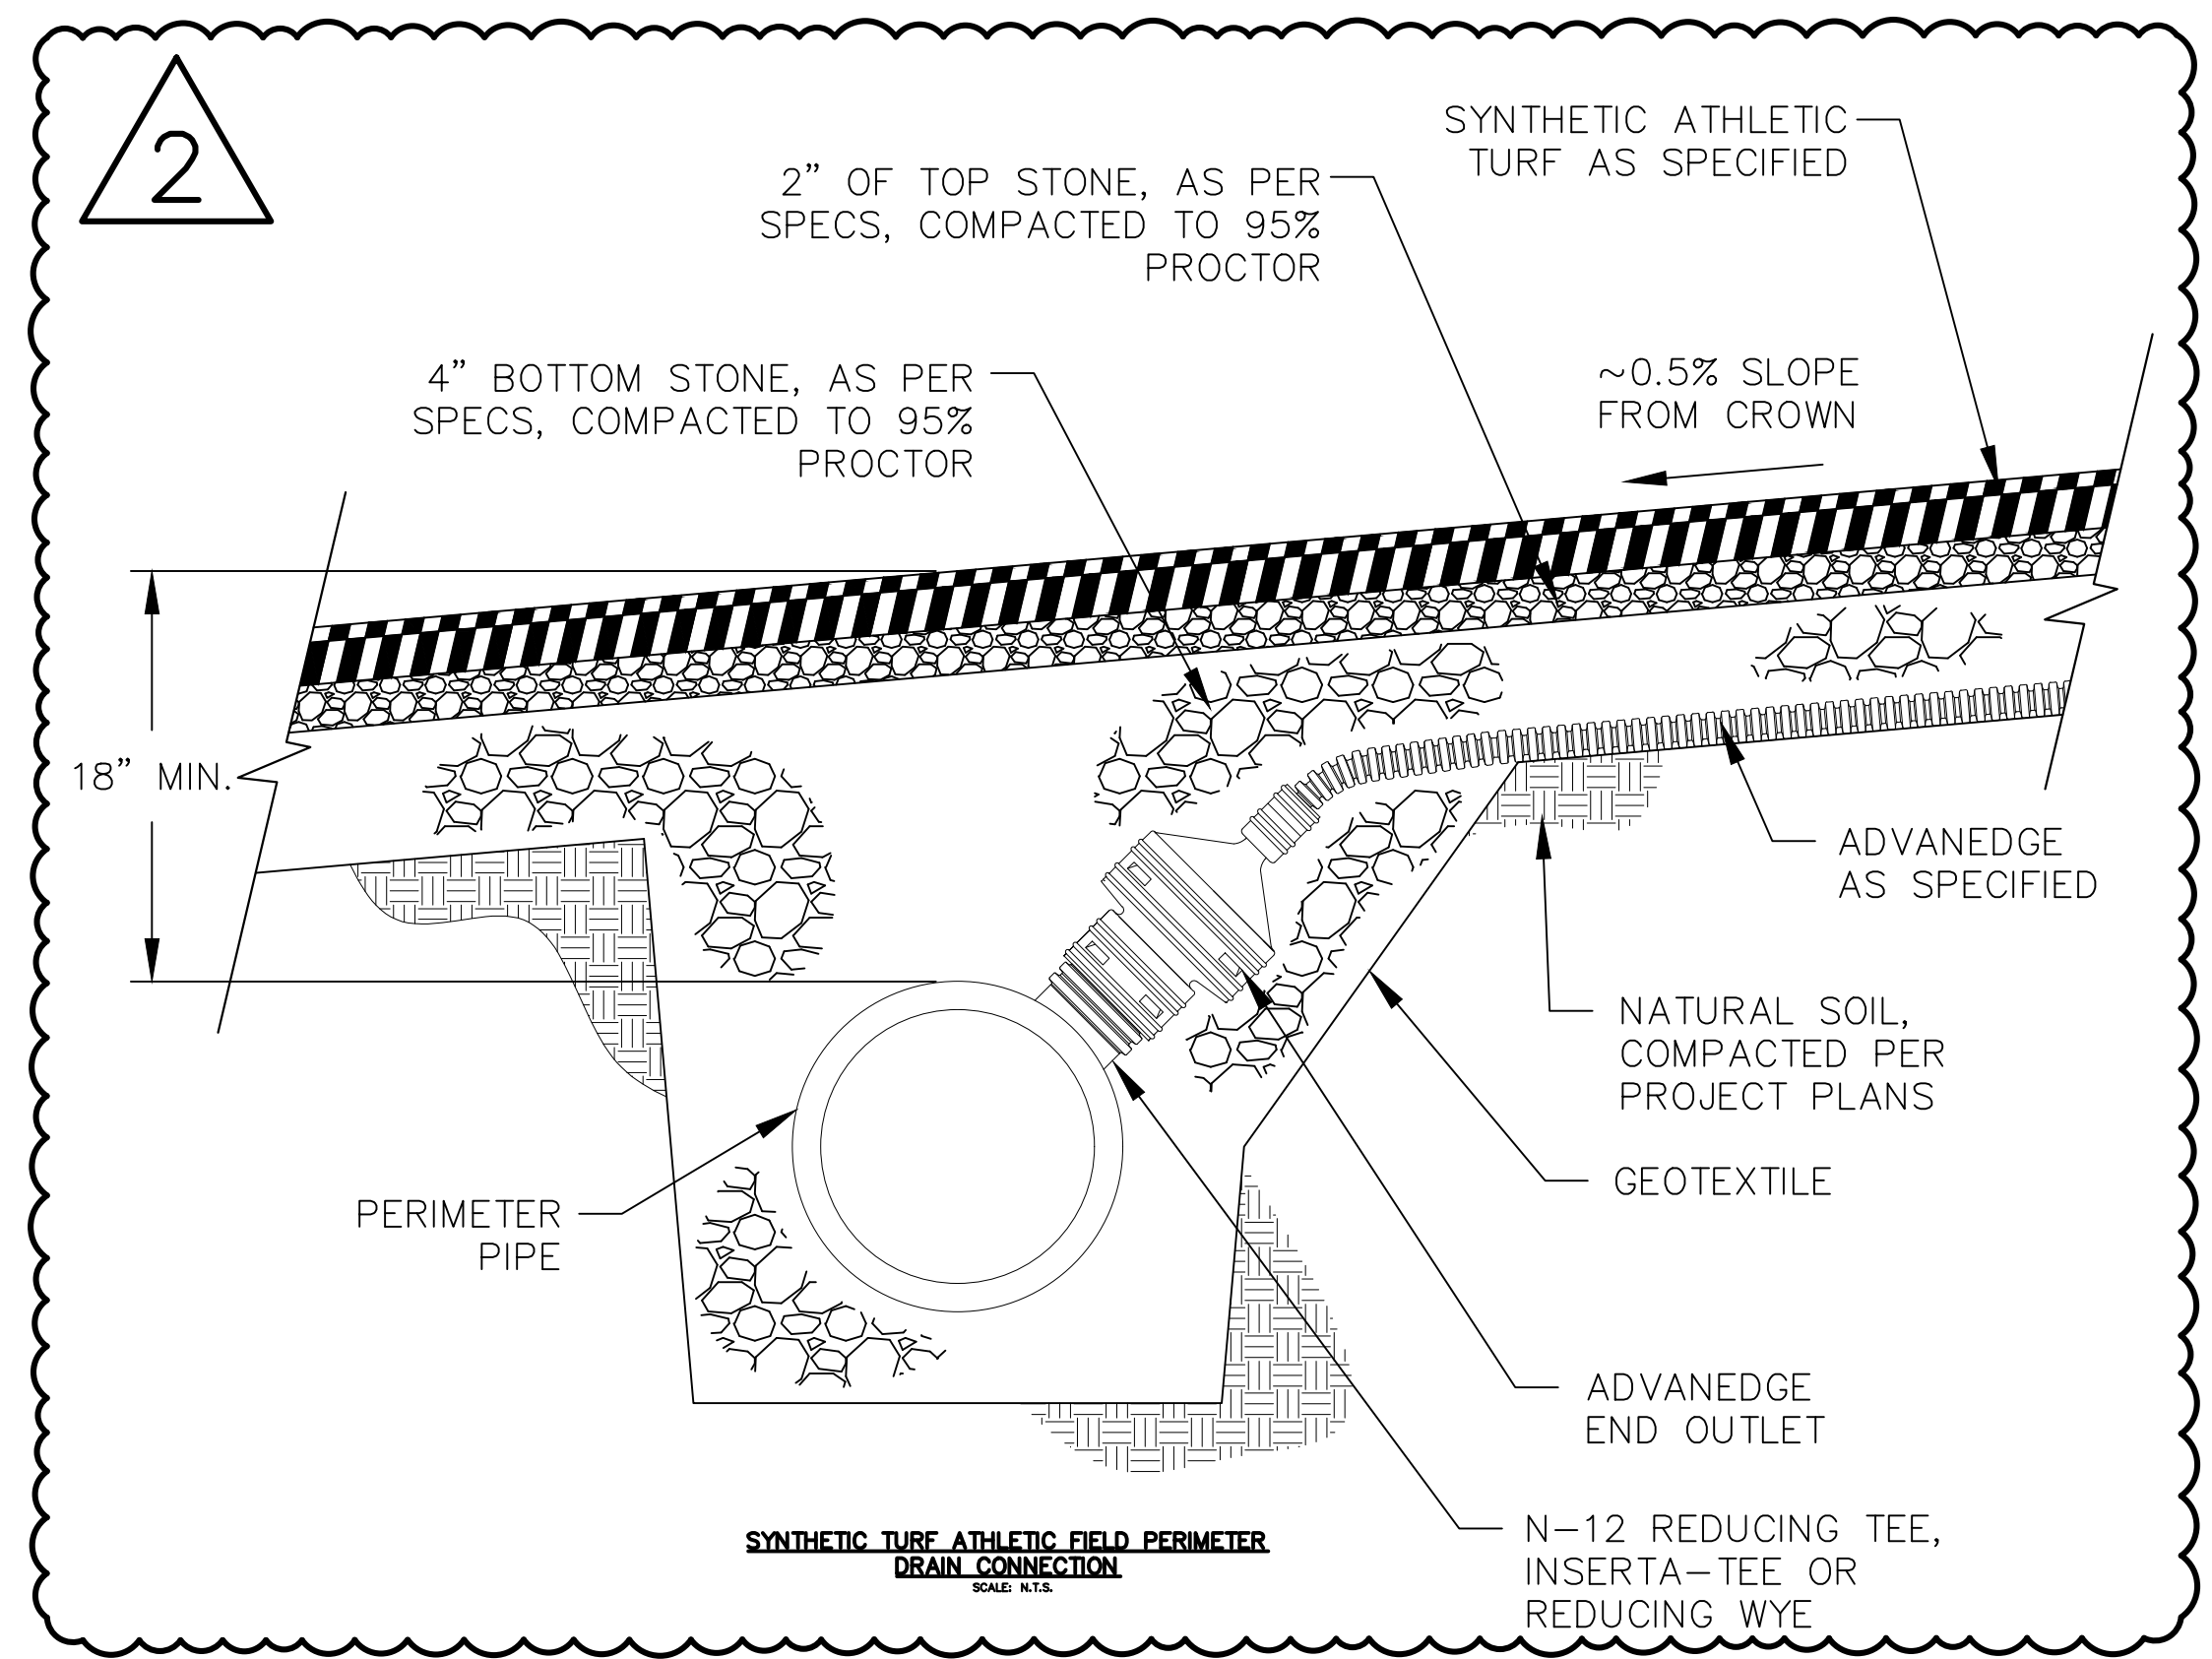 2
SYNTHETIC ATHLETIC
TURF AS SPECIFIED
2” OF TOP STONE, AS PER
SPECS, COMPACTED TO 95%
PROCTOR
4” BOTTOM STONE, AS PER
SPECS, COMPACTED TO 95%
PROCTOR
~0.5% SLOPE
FROM CROWN
18” MIN.
ADVANEDGE
AS SPECIFIED
NATURAL SOIL,
COMPACTED PER
PROJECT PLANS
GEOTEXTILE
PERIMETER
PIPE
ADVANEDGE
END OUTLET
N-12 REDUCING TEE,
INSERTA-TEE OR
REDUCING WYE
SYNTHETIC TURF ATHLETIC FIELD PERIMETER
DRAIN CONNECTION
SCALE: N.T.S.